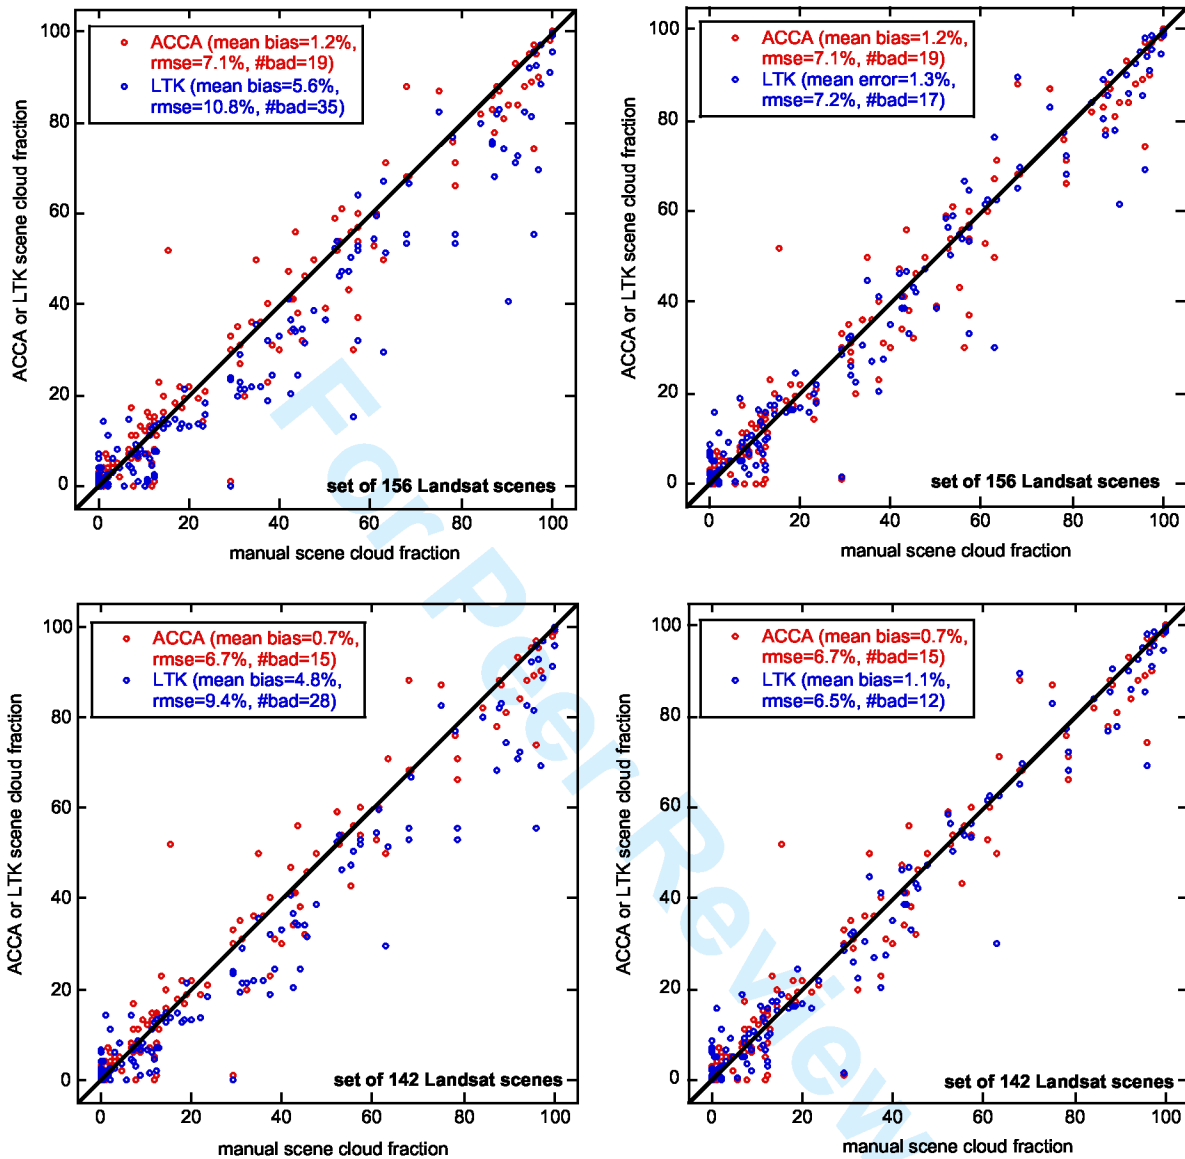 100
80
60
40
20
0
ACCA or LTK scene cloud fraction
ACCA (mean bias=1.2%,
rmse=7.1%, #bad=19)
LTK (mean bias=5.6%,
rmse=10.8%, #bad=35)
set of 156 Landsat scenes
0 20 40 60 80 100
manual scene cloud fraction
100
80
60
40
20
0
ACCA or LTK scene cloud fraction
ACCA (mean bias=1.2%,
rmse=7.1%, #bad=19)
LTK (mean error=1.3%,
rmse=7.2%, #bad=17)
set of 156 Landsat scenes
0 20 40 60 80 100
manual scene cloud fraction
100
80
60
40
20
0
ACCA or LTK scene cloud fraction
ACCA (mean bias=0.7%,
rmse=6.7%, #bad=15)
LTK (mean bias=4.8%,
rmse=9.4%, #bad=28)
set of 142 Landsat scenes
0 20 40 60 80 100
manual scene cloud fraction
100
80
60
40
20
0
ACCA or LTK scene cloud fraction
ACCA (mean bias=0.7%,
rmse=6.7%, #bad=15)
LTK (mean bias=1.1%,
rmse=6.5%, #bad=12)
set of 142 Landsat scenes
0 20 40 60 80 100
manual scene cloud fraction
For Peer Review